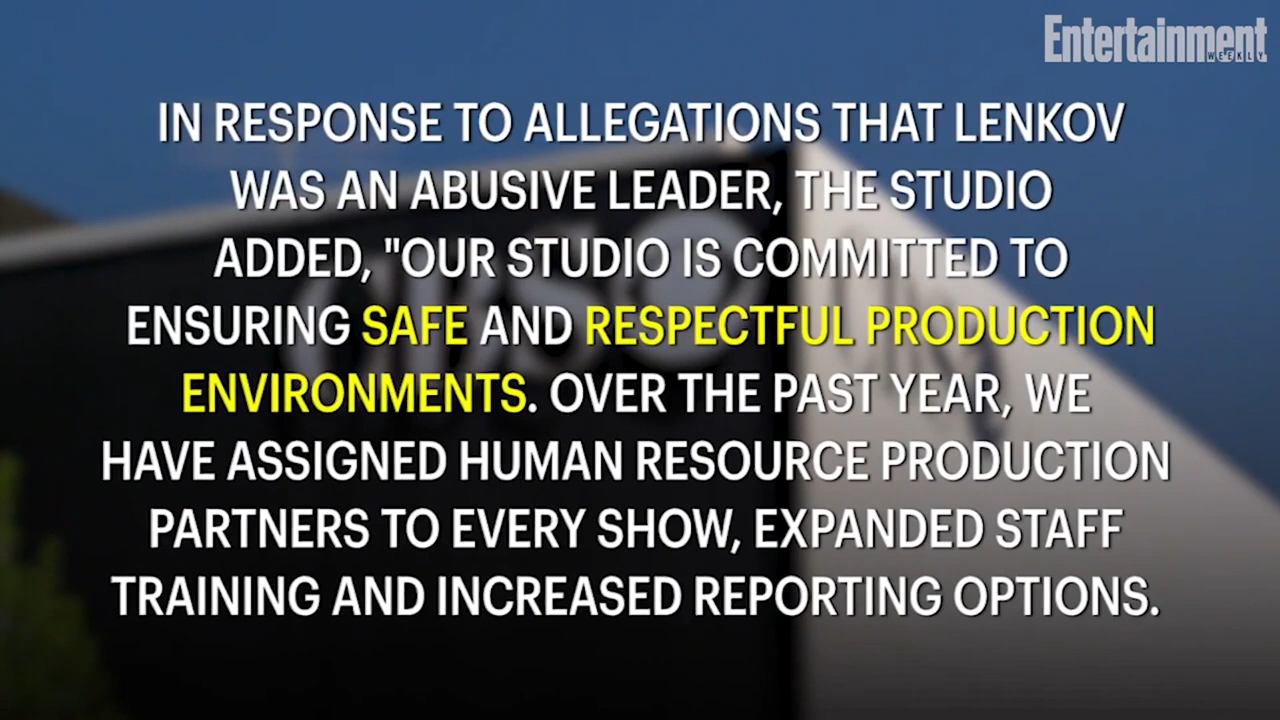 Entertainment
WEEKLY
IN RESPONSE TO ALLEGATIONS THAT LENKOV
WAS AN ABUSIVE LEADER, THE STUDIO
ADDED, "OUR STUDIO IS COMMITTED TO
ENSURING SAFE AND RESPECTFUL PRODUCTION
ENVIRONMENTS. OVER THE PAST YEAR, WE
HAVE ASSIGNED HUMAN RESOURCE PRODUCTION
PARTNERS TO EVERY SHOW, EXPANDED STAFF
TRAINING AND INCREASED REPORTING OPTIONS.